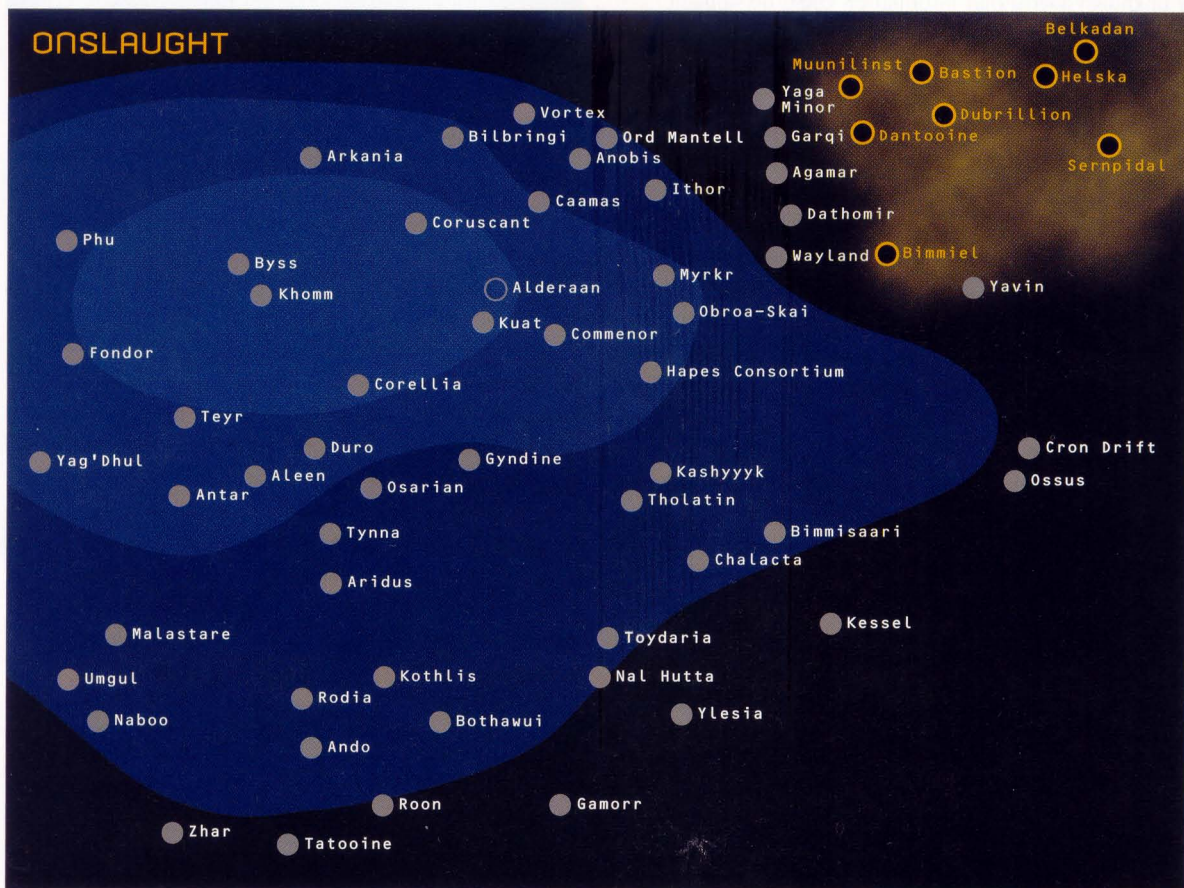 ONSLAUGHT
Belkadan
Muunilinst
Bastion
Helska
Yaga
Minor
Vortex
Dubrillion
Bilbringi
Ord Mantell
Garqi
Dantooine
Arkania
Anobis
Sernpidal
Agamar
Ithor
Caamas
Dathomir
Coruscant
Phu
Wayland
Bimmiel
Byss
Myrkr
Khomm
Alderaan
Yavin
Obroa-Skai
Kuat
Commenor
Fondor
Hapes Consortium
Corellia
Teyr
Duro
Cron Drift
Yag'Dhul
Gyndine
Aleen
Kashyyyk
Ossus
Antar
Osarian
Tholatin
Tynna
Bimmisaari
Chalacta
Aridus
Kessel
Malastare
Toydaria
Umgul
Kothlis
Nal Hutta
Rodia
Ylesia
Naboo
Bothawui
Ando
Roon
Gamorr
Zhar
Tatooine